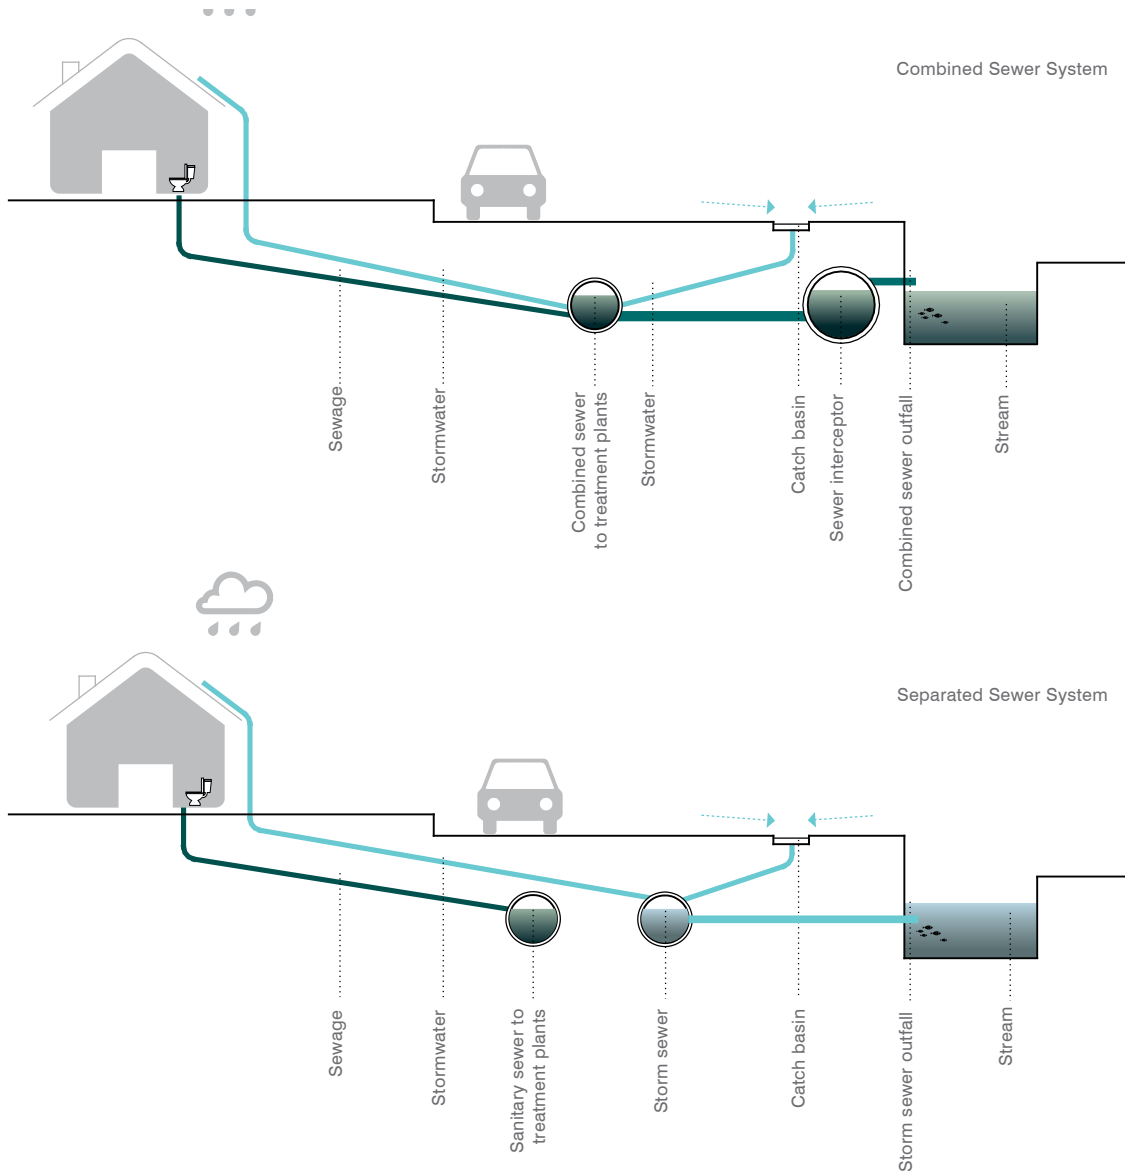 Combined Sewer System
Sewage
Stormwater
Combined sewer
to treatment plants
Stormwater
Catch basin
Sewer interceptor
Combined sewer outfall
Stream
Separated Sewer System
Sewage
Stormwater
Sanitary sewer to
treatment plants
Storm sewer
Catch basin
Storm sewer outfall
Stream